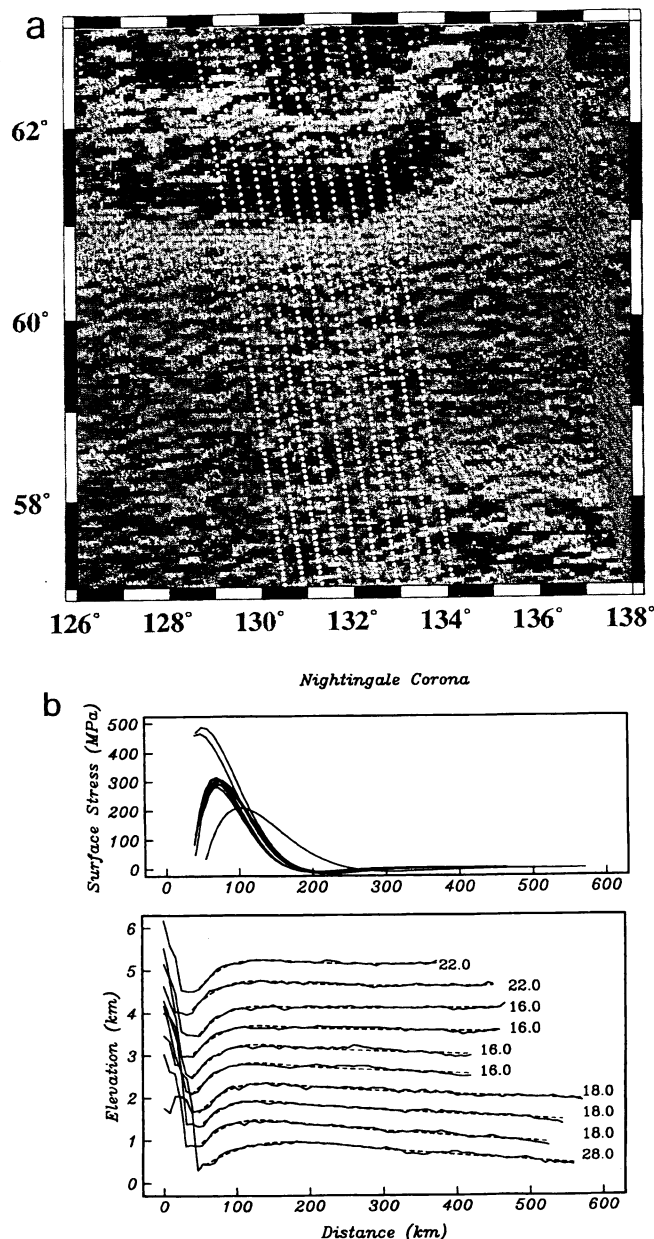 a
62°
60°
58°
126° 128° 130° 132° 134° 136° 138°
Nightingale Corona
b
Surface Stress (MPa)
500
400
300
200
100
0
0 100 200 300 400 500 600
Elevation (km)
6
5
4
3
2
1
0
22.0
22.0
16.0
16.0
16.0
16.0
18.0
18.0
18.0
28.0
0 100 200 300 400 500 600
Distance (km)